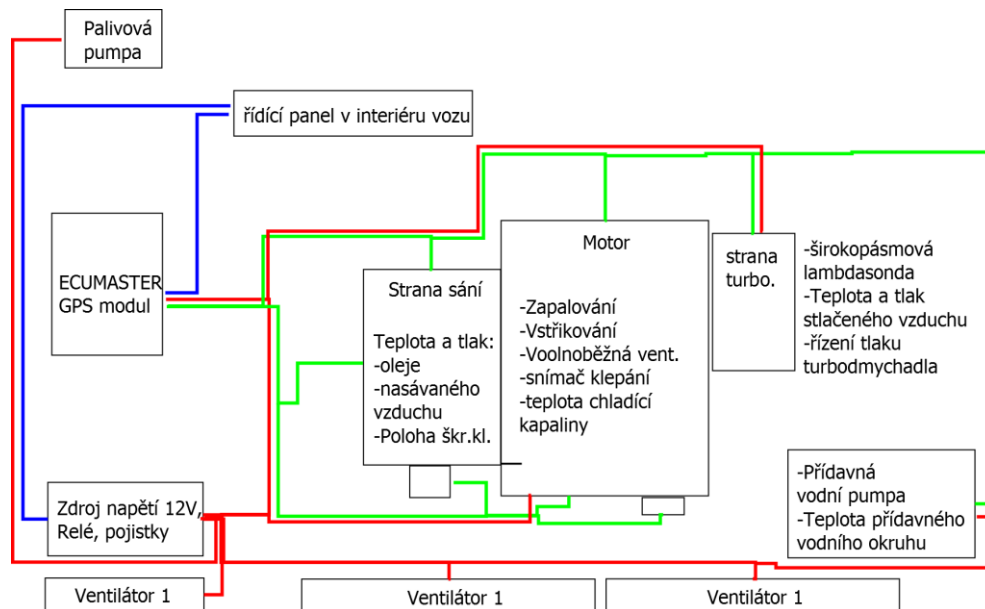 Palivová
pumpa
řídící panel v interiéru vozu
ECUMASTER
GPS modul
Strana sání
Teplota a tlak:
-oleje
-nasávaného
vzduchu
-Poloha škr.kl.
Motor
-Zapalování
-Vstřikování
-Voolnoběžná vent.
-snímač klepání
-teplota chladící
kapaliny
strana
turbo.
-širokopásmová
lambdasonda
-Teplota a tlak
stlačeného vzduchu
-řízení tlaku
turbodmychadla
Zdroj napětí 12V,
Relé, pojistky
-Přídavná
vodní pumpa
-Teplota přídavného
vodního okruhu
Ventilátor 1
Ventilátor 1
Ventilátor 1